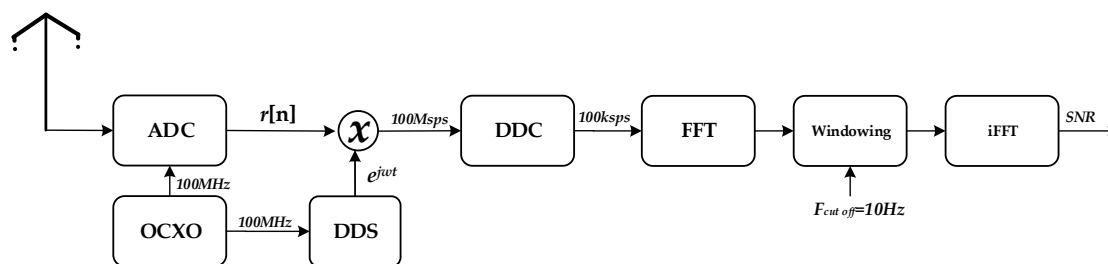 ADC
r[n]
x
100Msps
DDC
100ksps
FFT
Windowing
iFFT
SNR
100MHz
e^jwt
OCXO
100MHz
DDS
F_cut off=10Hz